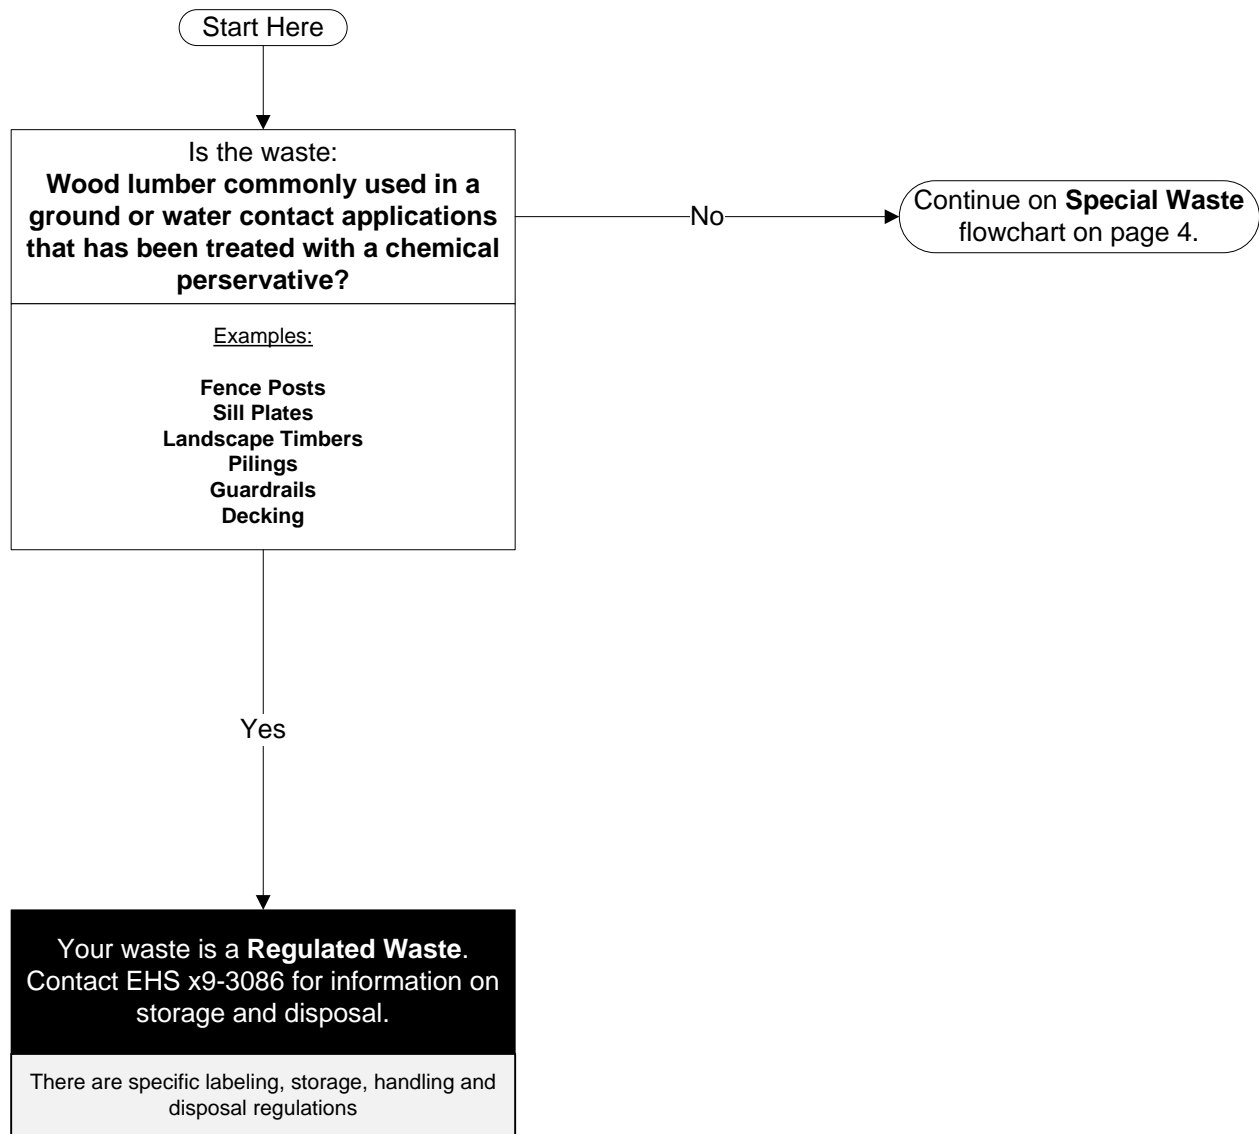 Start Here
Is the waste:
Wood lumber commonly used in a
ground or water contact applications
that has been treated with a chemical
perservative?
No
Continue on Special Waste
flowchart on page 4.
Examples:
Fence Posts
Sill Plates
Landscape Timbers
Pilings
Guardrails
Decking
Yes
Your waste is a Regulated Waste.
Contact EHS x9-3086 for information on
storage and disposal.
There are specific labeling, storage, handling and
disposal regulations